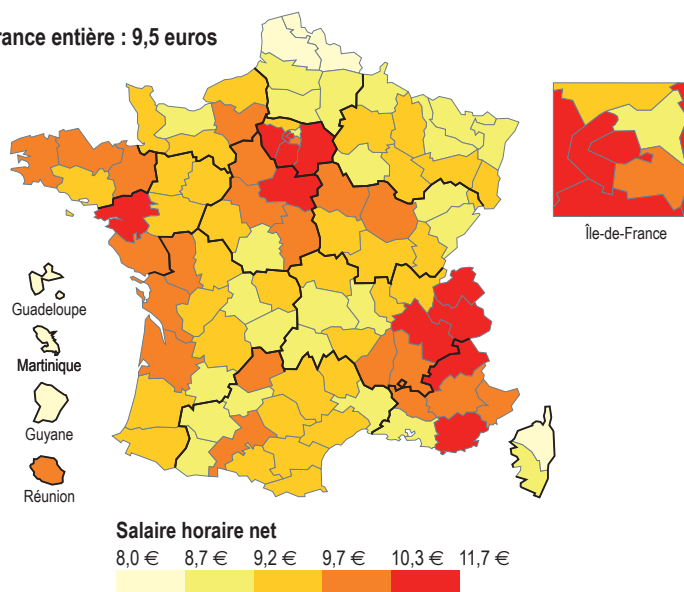 rance entière : 9,5 euros
Île-de-France
Guadeloupe
Martinique
Guyane
Réunion
Salaire horaire net
8,0 € 8,7 € 9,2 € 9,7 € 10,3 € 11,7 €